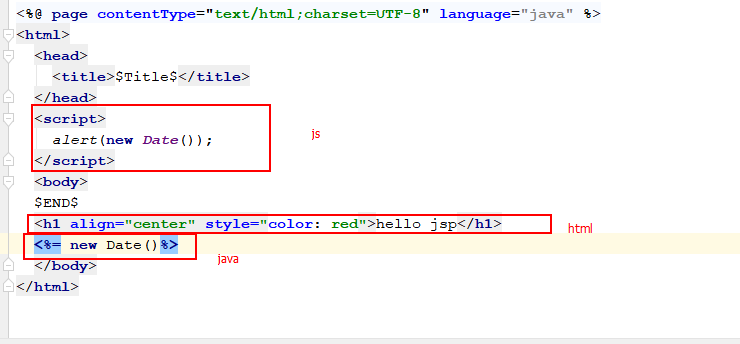 <%@ page contentType="text/html;charset=UTF-8" language="java" %>
<html>
<head>
<title>$Title$</title>
</head>
<script>
alert(new Date());
js
</script>
<body>
$END$
<h1 align="center" style="color: red">hello jsp</h1>
html
<%= new Date()%>
java
</body>
</html>